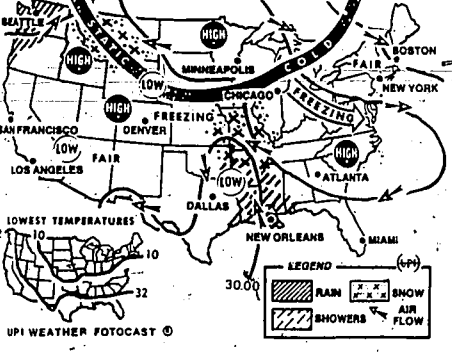 SEATTLE
STATIC
HIGH
HIGH
MINNEAPOLIS
COLD
BOSTON
FAIR
NEW YORK
LOW
CHICAGO
FREEZING
HIGH
SAN FRANCISCO
DENVER
FREEZING
LOW
FAIR
LOS ANGELES
HIGH
ATLANTA
LOW
DALLAS
LOWEST TEMPERATURES
NEW ORLEANS
MIAMI
10
10
32
30.00
LEGEND
(UPI)
RAIN
SNOW
SHOWERS
AIR
FLOW
UPI WEATHER FOTOCAST ®